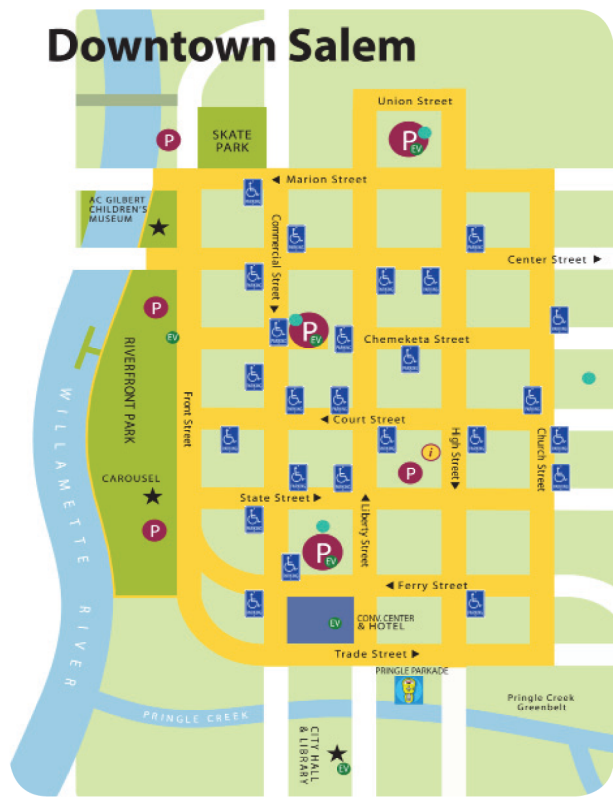 Downtown Salem
Union Street
P
EV
P
SKATE
PARK
◄ Marion Street
AC GILBERT
CHILDREN'S
MUSEUM
Commercial Street ►
Center Street ►
P
EV
P
EV
Chemeketa Street
RIVERFRONT PARK
Front Street
◄ Court Street
High Street ►
Church Street
i
P
CAROUSEL
State Street ►
◄ Liberty Street
P
P
EV
WILLAMETTE RIVER
◄ Ferry Street
EV
CONV. CENTER
& HOTEL
Trade Street ►
PRINGLE PARKADE
Pringle Creek
Greenbelt
PRINGLE CREEK
CITY HALL
& LIBRARY
EV